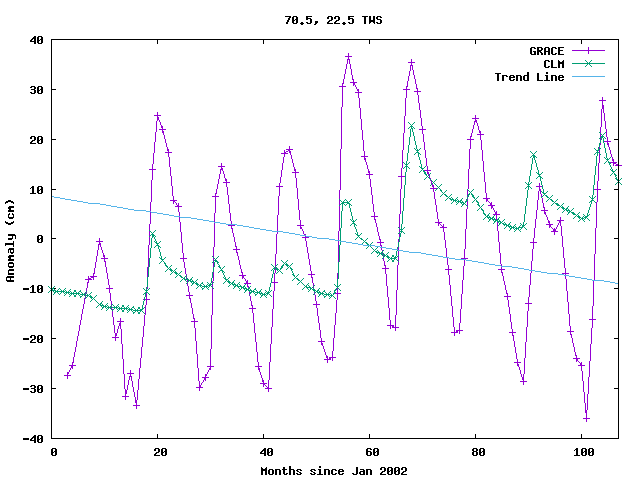 70.5, 22.5 TWS
GRACE
CLM
Trend Line
Anomaly (cm)
40
30
20
10
0
-10
-20
-30
-40
0 20 40 60 80 100
Months since Jan 2002